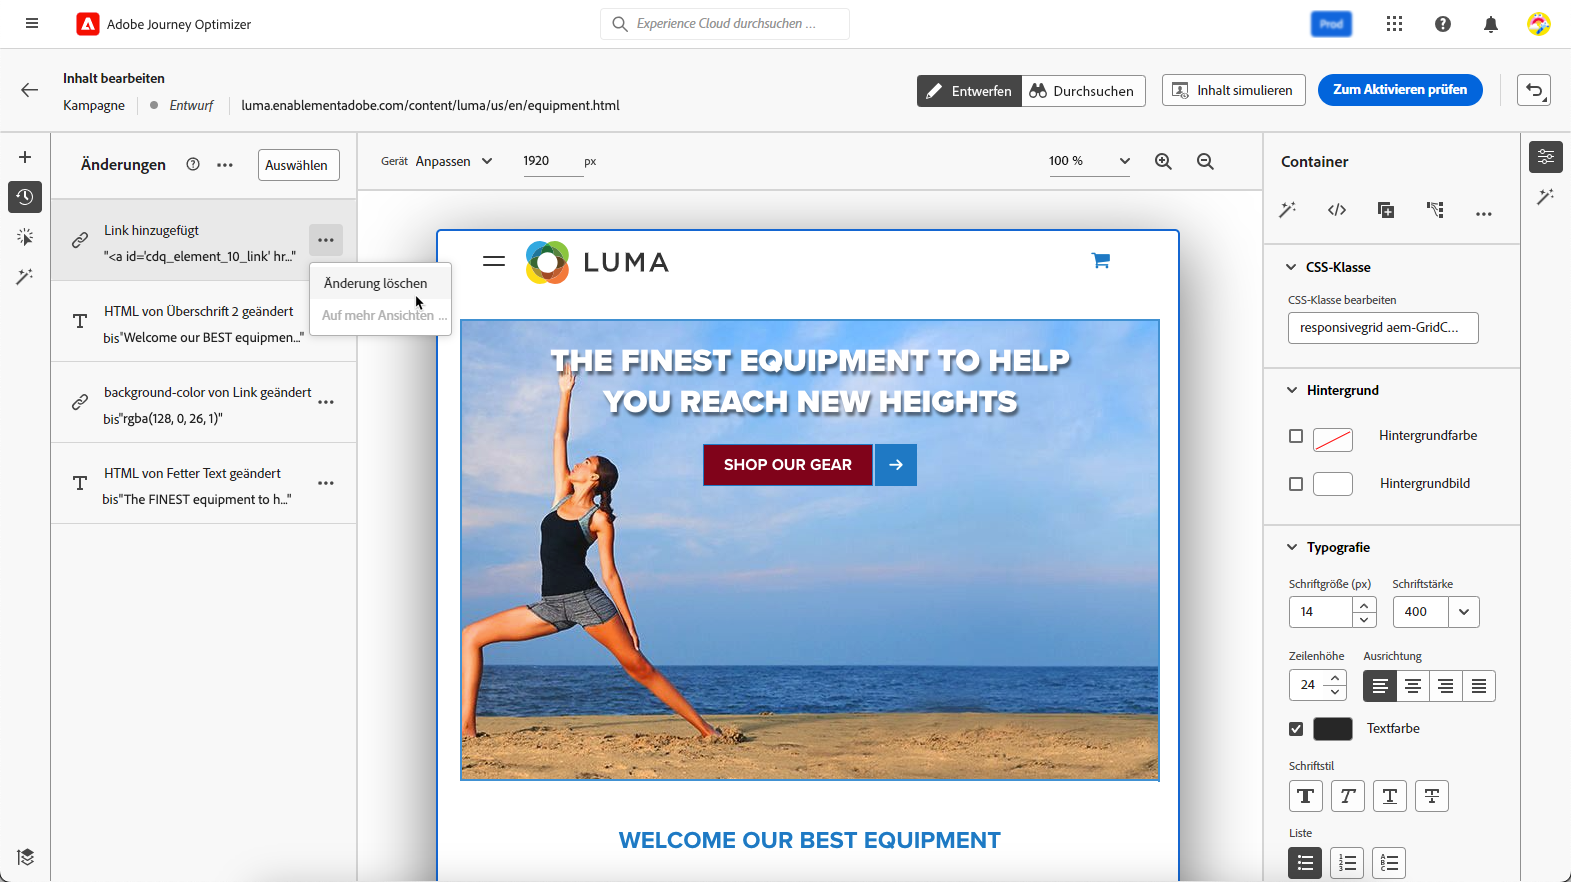 Adobe Journey Optimizer
Experience Cloud durchsuchen ...
Prod
Inhalt bearbeiten
Kampagne
Entwurf
luma.enablementadobe.com/content/luma/us/en/equipment.html
Entwerfen
Durchsuchen
Inhalt simulieren
Zum Aktivieren prüfen
Änderungen
Auswählen
Link hinzugefügt
"<a id='cdq_element_10_link' hr..."
Änderung löschen
Auf mehr Ansichten ...
HTML von Überschrift 2 geändert
bis"Welcome our BEST equipmen..."
background-color von Link geändert
bis"rgba(128, 0, 26, 1)"
HTML von Fetter Text geändert
bis"The FINEST equipment to h..."
Gerät Anpassen
1920 px
100 %
LUMA
THE FINEST EQUIPMENT TO HELP
YOU REACH NEW HEIGHTS
SHOP OUR GEAR
WELCOME OUR BEST EQUIPMENT
Container
CSS-Klasse
CSS-Klasse bearbeiten
responsivegrid aem-GridC...
Hintergrund
Hintergrundfarbe
Hintergrundbild
Typografie
Schriftgröße (px) Schriftstärke
14 400
Zeilenhöhe Ausrichtung
24
Textfarbe
Schriftstil
T T T T
Liste